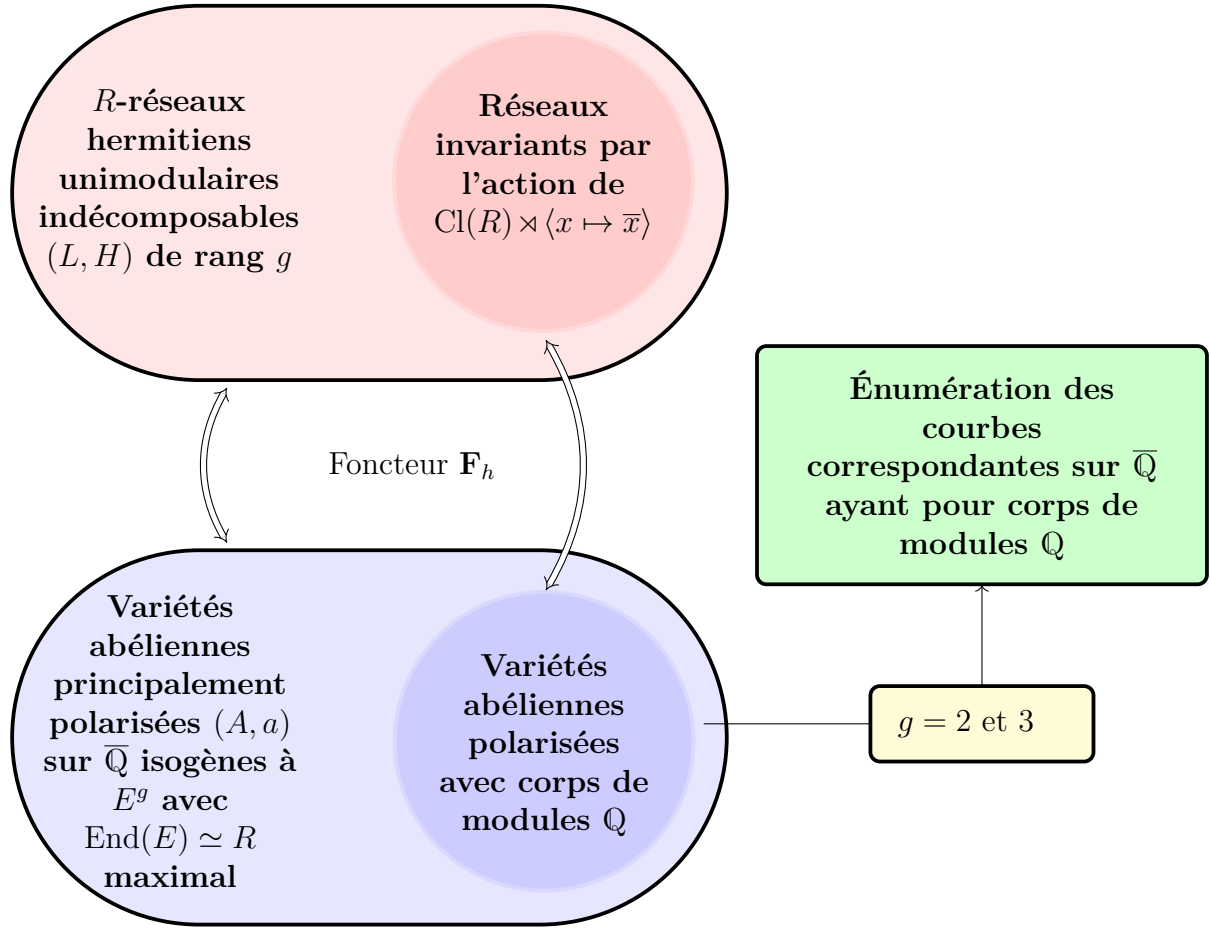 R-réseaux
hermitiens
unimodulaires
indécomposables
(L, H) de rang g
Réseaux
invariants par
l'action de
Cl(R) ⋊ ⟨x ↦ x̅⟩
Foncteur F_h
Énumération des
courbes
correspondantes sur ℚ̅
ayant pour corps de
modules ℚ
Variétés
abéliennes
principalement
polarisées (A, a)
sur ℚ̅ isogènes à
E^g avec
End(E) ≃ R
maximal
Variétés
abéliennes
polarisées
avec corps de
modules ℚ
g = 2 et 3